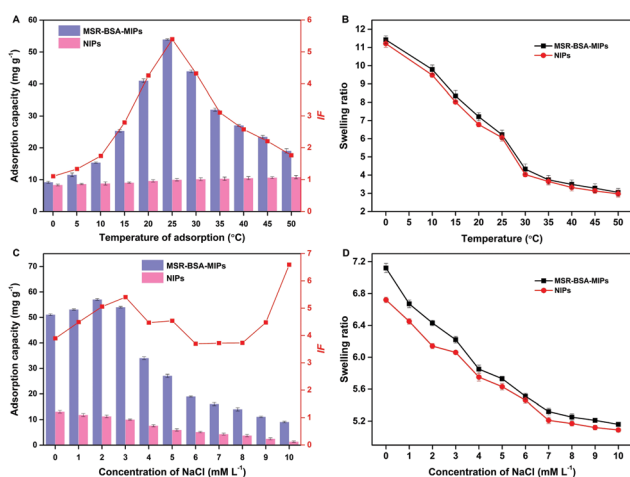 A
MSR-BSA-MIPs
NIPs
Adsorption capacity (mg g⁻¹)
60
50
40
30
20
10
0
IF
6
5
4
3
2
1
0
0 5 10 15 20 25 30 35 40 45 50
Temperature of adsorption (°C)
B
MSR-BSA-MIPs
NIPs
Swelling ratio
12
11
10
9
8
7
6
5
4
3
2
0 10 20 30 40 50
Temperature (°C)
C
MSR-BSA-MIPs
NIPs
Adsorption capacity (mg g⁻¹)
70
60
50
40
30
20
10
0
IF
7
6
5
4
3
2
1
0
0 1 2 3 4 5 6 7 8 9 10
Concentration of NaCl (mM L⁻¹)
D
MSR-BSA-MIPs
NIPs
Swelling ratio
7.2
6.8
6.4
6.0
5.6
5.2
0 1 2 3 4 5 6 7 8 9 10
Concentration of NaCl (mM L⁻¹)